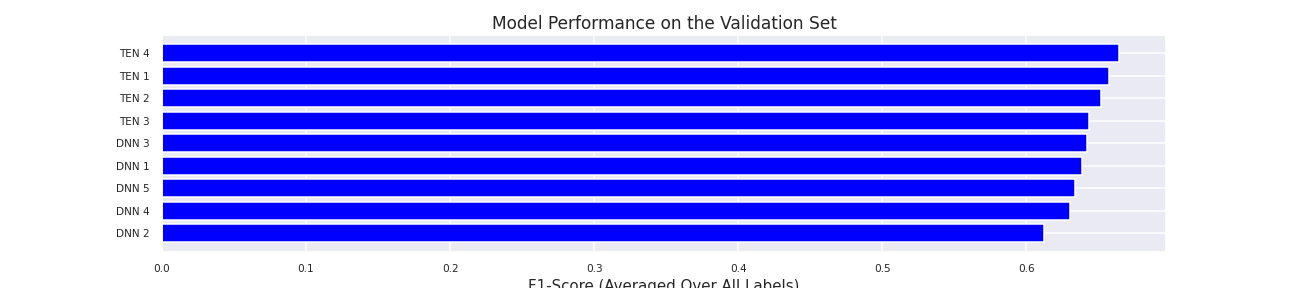 Model Performance on the Validation Set
TEN 4
TEN 1
TEN 2
TEN 3
DNN 3
DNN 1
DNN 5
DNN 4
DNN 2
0.0 0.1 0.2 0.3 0.4 0.5 0.6
F1-Score (Averaged Over All Labels)